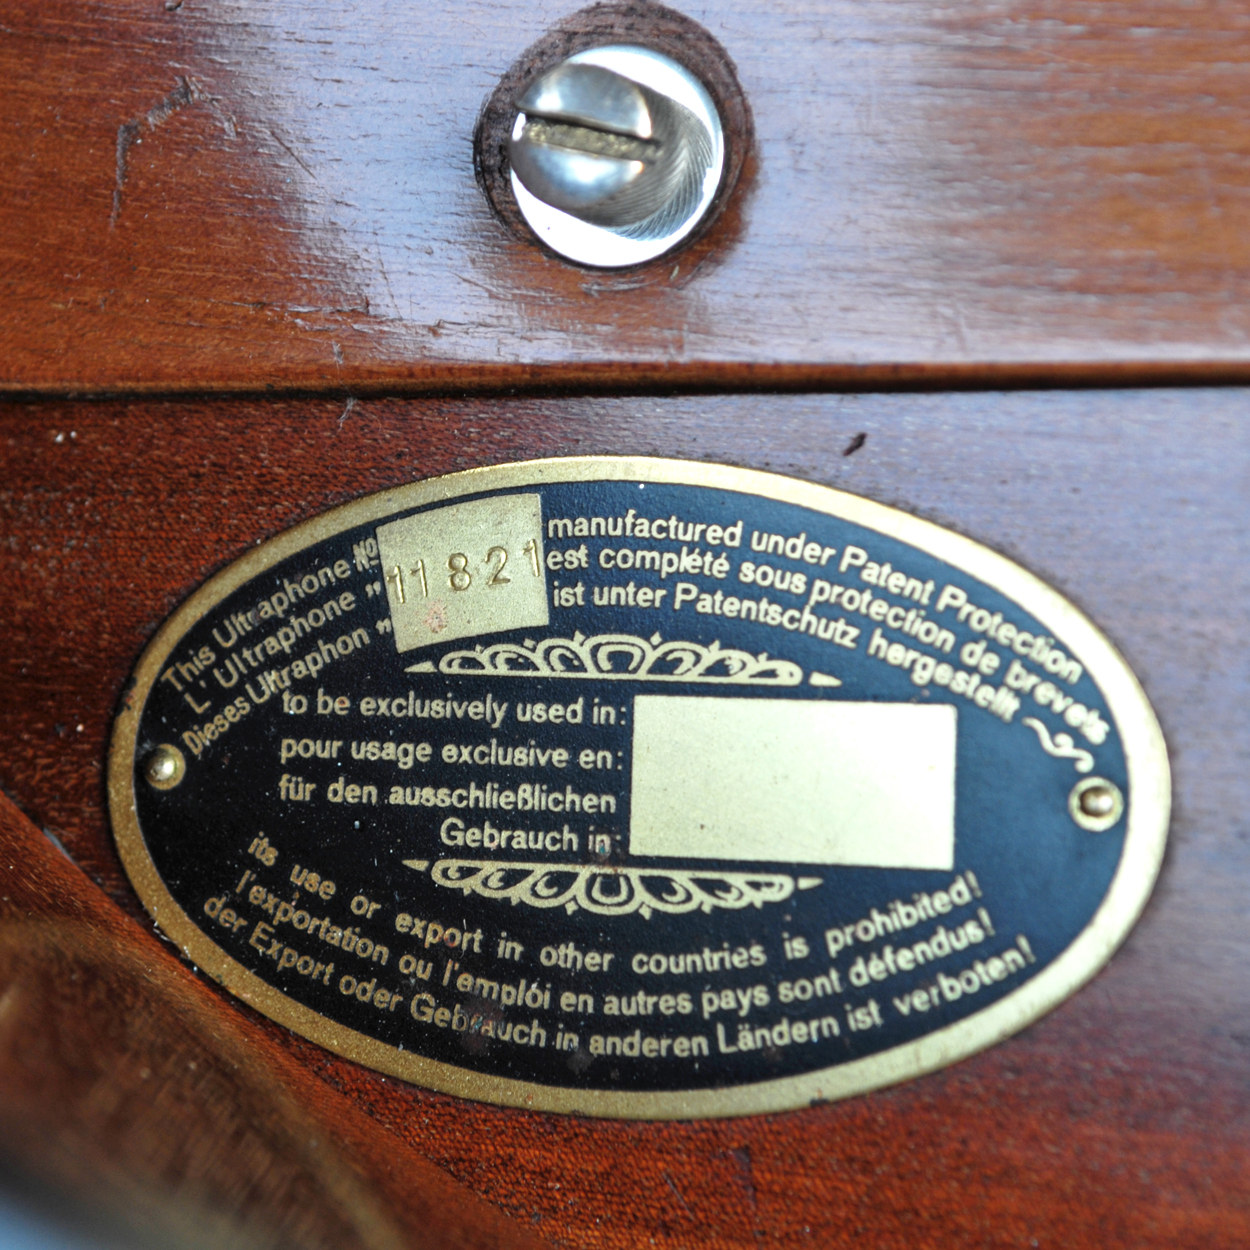 This Ultraphone No 11821 manufactured under Patent Protection
L' Ultraphone " est complété sous protection de brevets
Dieses Ultraphon " ist unter Patentschutz hergestellt
to be exclusively used in:
pour usage exclusive en:
für den ausschließlichen
Gebrauch in:
its use or export in other countries is prohibited!
l'exportation ou l'emplói en autres pays sont défendus!
der Export oder Gebrauch in anderen Ländern ist verboten!